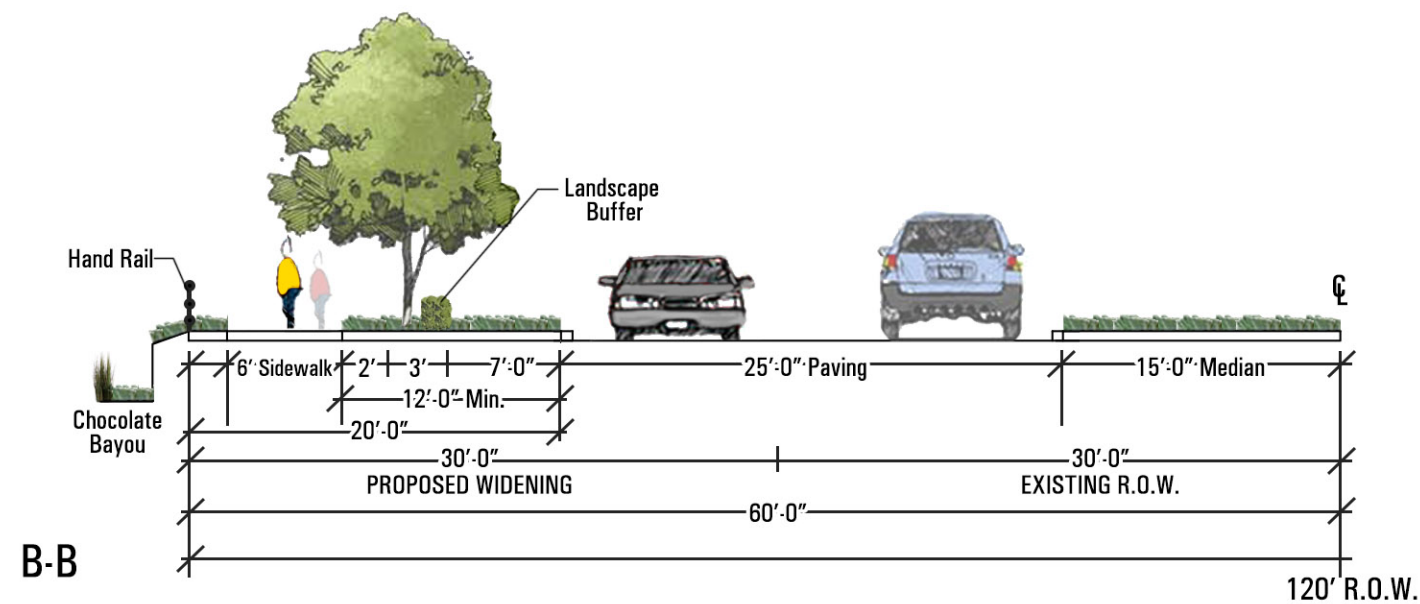 Landscape
Buffer
Hand Rail
℄
6' Sidewalk 2' 3' 7'-0" 25'-0" Paving 15'-0" Median
12'-0" Min.
Chocolate
Bayou
20'-0"
30'-0" 30'-0"
PROPOSED WIDENING EXISTING R.O.W.
60'-0"
B-B
120' R.O.W.